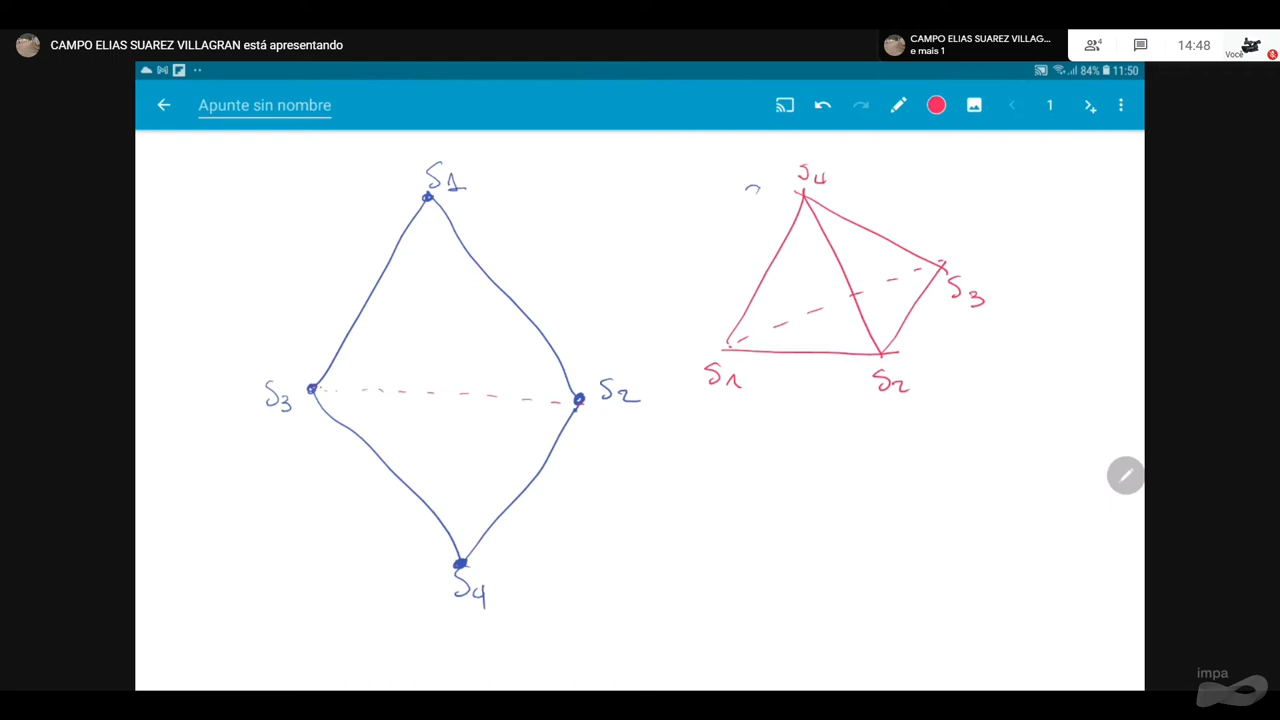 CAMPO ELIAS SUAREZ VILLAGRAN está apresentando
CAMPO ELIAS SUAREZ VILLAG...
e mais 1
4
14:48
Você
84% 11:50
Apunte sin nombre
1
S1
S3
S2
S4
S4
S3
S1
S2
impa